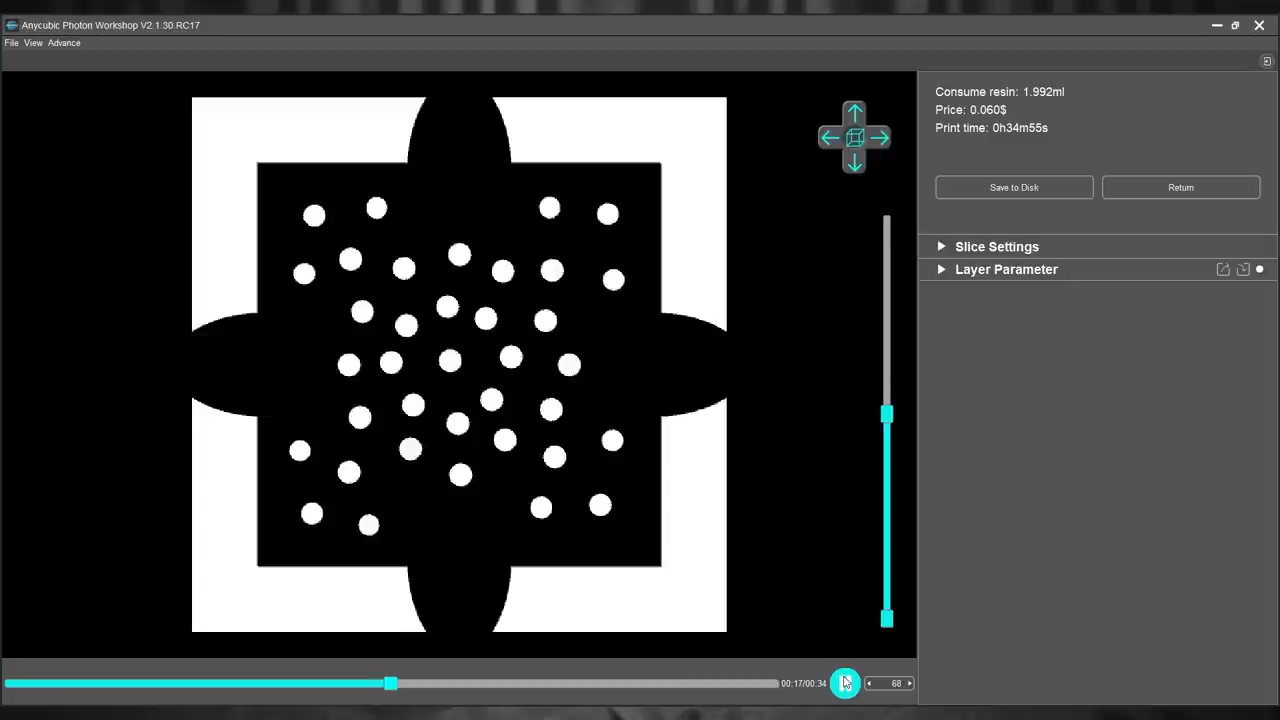 Anycubic Photon Workshop V2.1.30.RC17
File View Advance
Consume resin: 1.992ml
Price: 0.060$
Print time: 0h34m55s
Save to Disk Return
Slice Settings
Layer Parameter
00:17/00:34 68